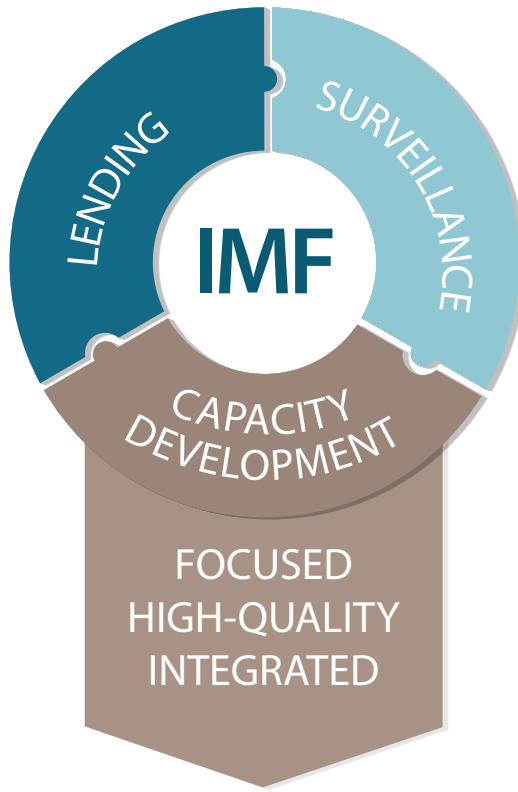 LENDING
SURVEILLANCE
IMF
CAPACITY
DEVELOPMENT
FOCUSED
HIGH-QUALITY
INTEGRATED